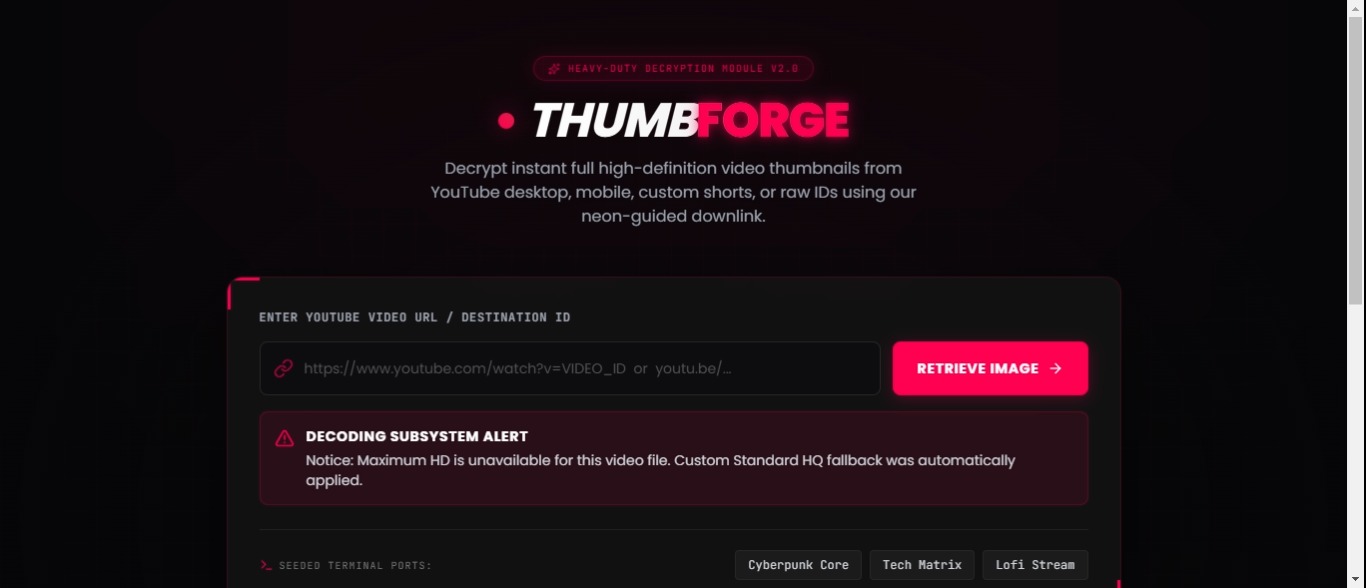 HEAVY-DUTY DECRYPTION MODULE V2.0
THUMBFORGE
Decrypt instant full high-definition video thumbnails from
YouTube desktop, mobile, custom shorts, or raw IDs using our
neon-guided downlink.
ENTER YOUTUBE VIDEO URL / DESTINATION ID
https://www.youtube.com/watch?v=VIDEO_ID or youtu.be/...
RETRIEVE IMAGE →
DECODING SUBSYSTEM ALERT
Notice: Maximum HD is unavailable for this video file. Custom Standard HQ fallback was automatically
applied.
SEEDED TERMINAL PORTS:
Cyberpunk Core
Tech Matrix
Lofi Stream